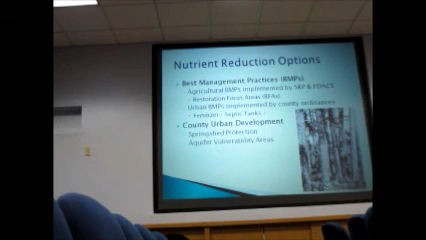 Nutrient Reduction Options
Best Management Practices (BMPs)
Agricultural BMPs implemented by SRP & FDACS
- Restoration Focus Areas (RFAs)
Urban BMPs implemented by county ordinances
- Fertilizer Septic Tanks
County Urban Development
Springshed Protection
Aquifer Vulnerability Areas